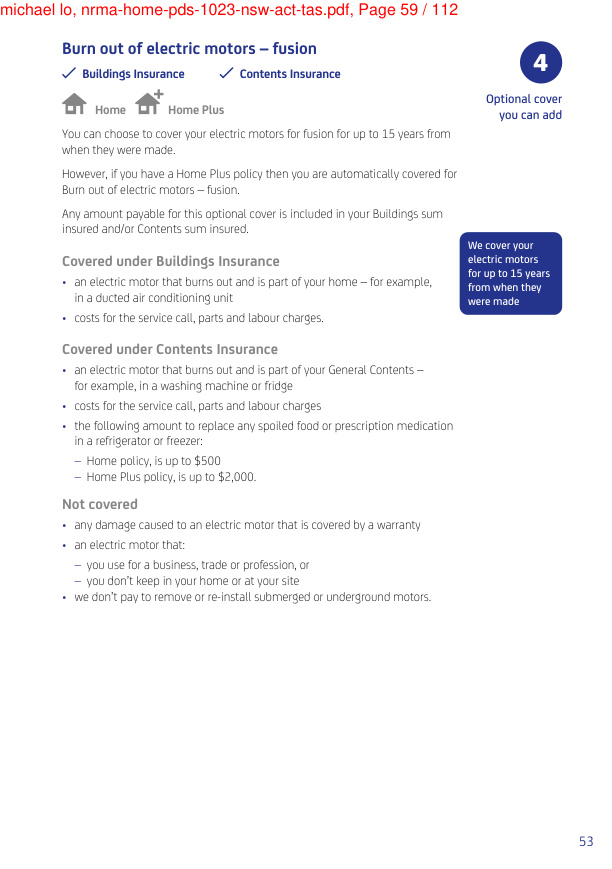 michael lo, nrma-home-pds-1023-nsw-act-tas.pdf, Page 59 / 112
Burn out of electric motors – fusion
Buildings Insurance
Contents Insurance
Home
Home Plus
4
Optional cover
you can add
You can choose to cover your electric motors for fusion for up to 15 years from
when they were made.
However, if you have a Home Plus policy then you are automatically covered for
Burn out of electric motors – fusion.
Any amount payable for this optional cover is included in your Buildings sum
insured and/or Contents sum insured.
We cover your
electric motors
for up to 15 years
from when they
were made
Covered under Buildings Insurance
• an electric motor that burns out and is part of your home – for example,
in a ducted air conditioning unit
• costs for the service call, parts and labour charges.
Covered under Contents Insurance
• an electric motor that burns out and is part of your General Contents –
for example, in a washing machine or fridge
• costs for the service call, parts and labour charges
• the following amount to replace any spoiled food or prescription medication
in a refrigerator or freezer:
– Home policy, is up to $500
– Home Plus policy, is up to $2,000.
Not covered
• any damage caused to an electric motor that is covered by a warranty
• an electric motor that:
– you use for a business, trade or profession, or
– you don't keep in your home or at your site
• we don't pay to remove or re-install submerged or underground motors.
53